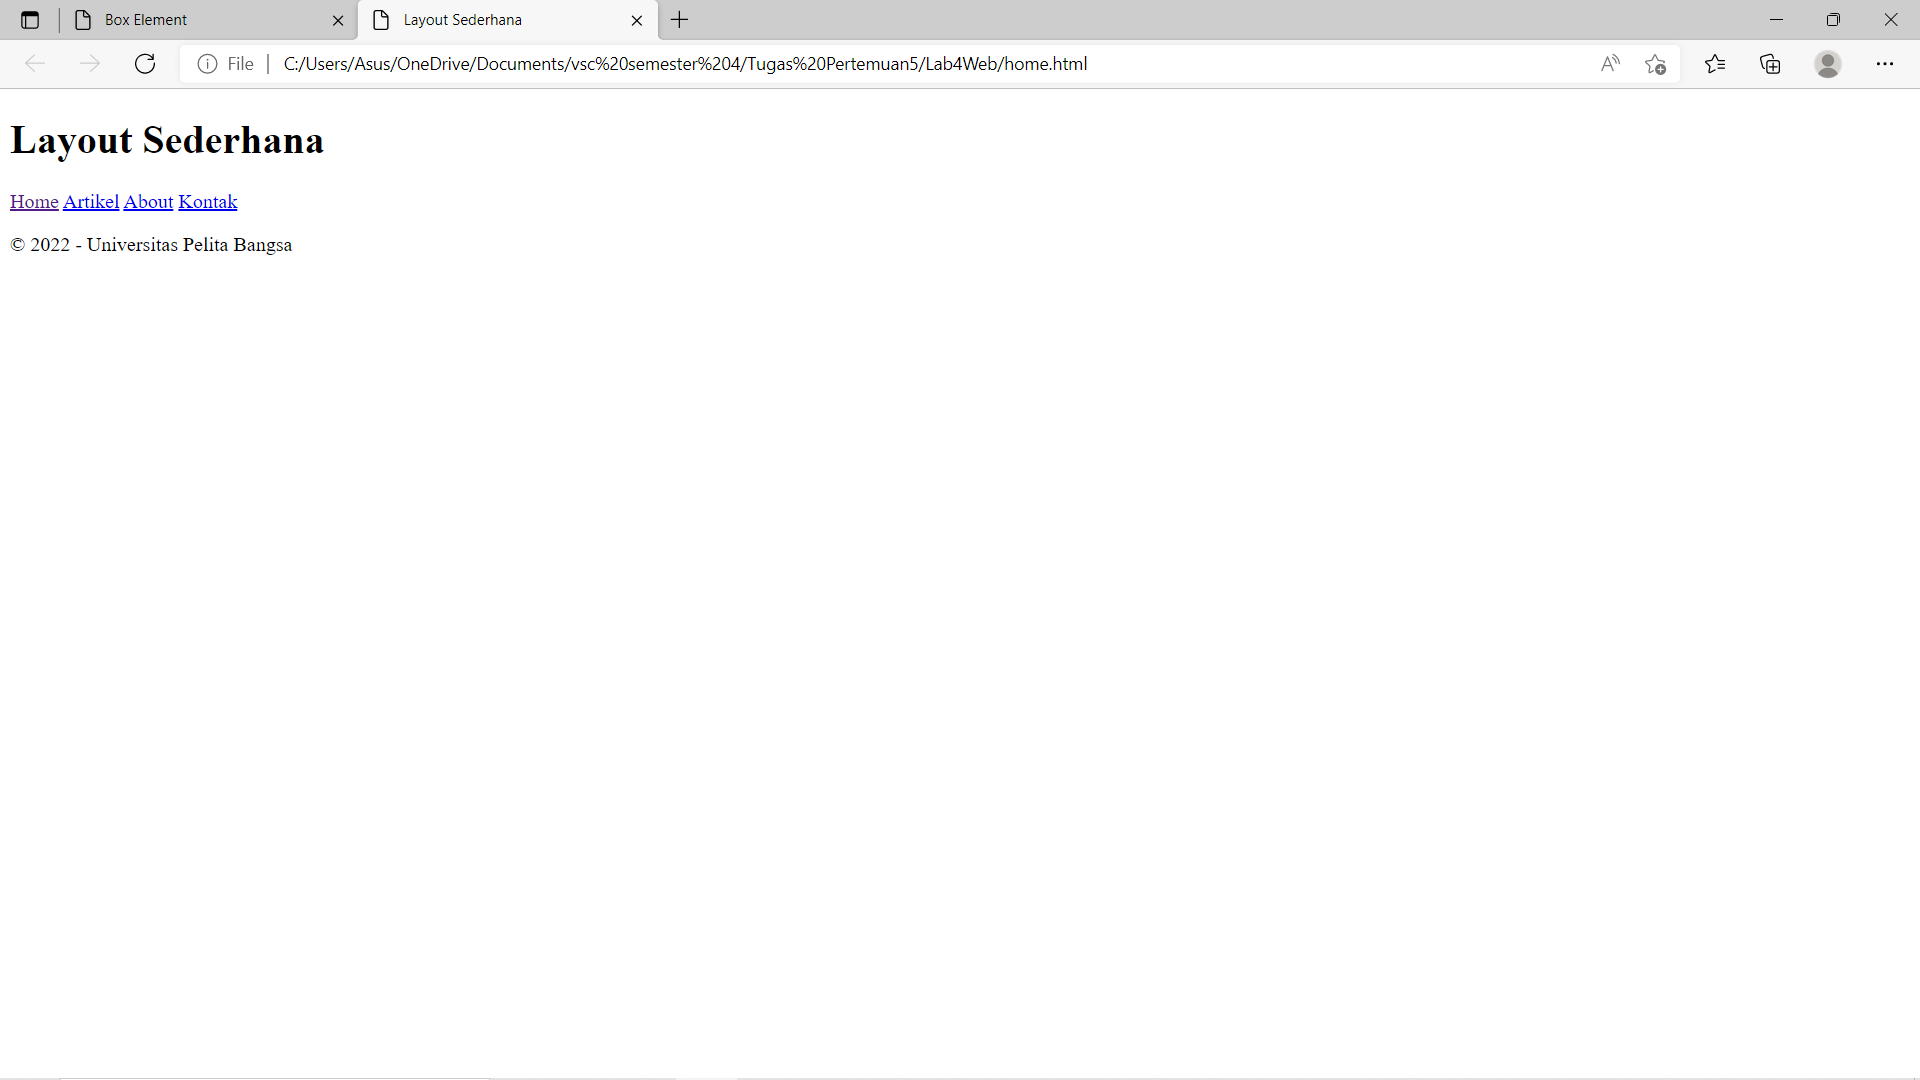 Box Element
Layout Sederhana
File C:/Users/Asus/OneDrive/Documents/vsc%20semester%204/Tugas%20Pertemuan5/Lab4Web/home.html
Layout Sederhana
Home Artikel About Kontak
© 2022 - Universitas Pelita Bangsa